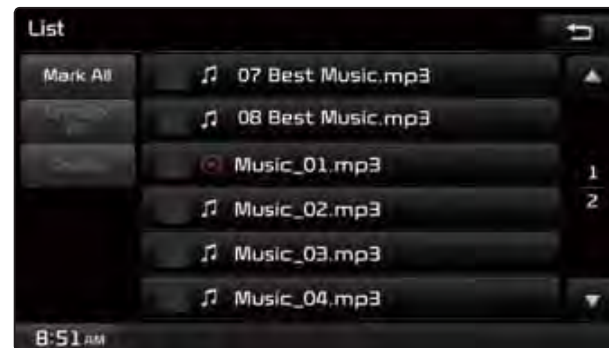 List
Mark All
07 Best Music.mp3
08 Best Music.mp3
Music_01.mp3
Music_02.mp3
Music_03.mp3
Music_04.mp3
1
2
8:51 AM